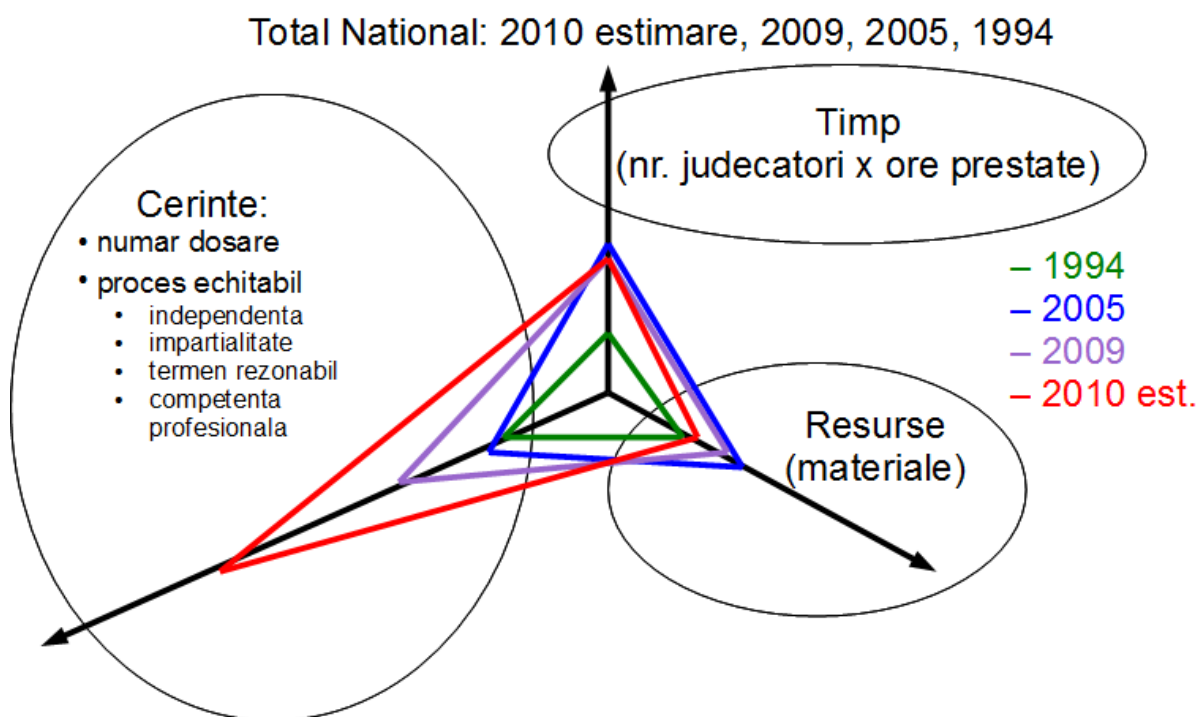 Total National: 2010 estimare, 2009, 2005, 1994
Timp
(nr. judecatori x ore prestate)
Cerinte:
• numar dosare
• proces echitabil
• independenta
• impartialitate
• termen rezonabil
• competenta
profesionala
– 1994
– 2005
– 2009
– 2010 est.
Resurse
(materiale)